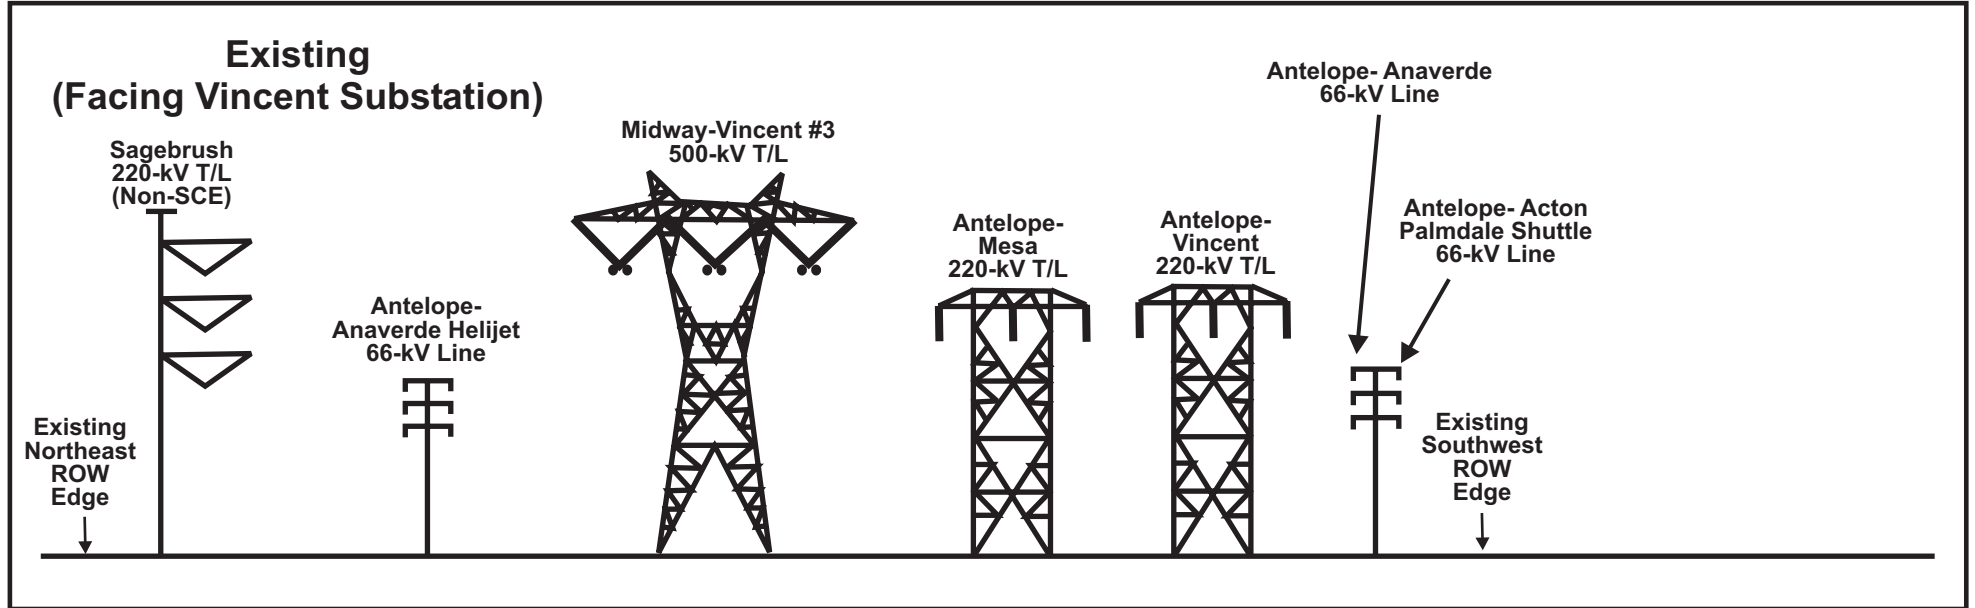 Existing
(Facing Vincent Substation)
Sagebrush
220-kV T/L
(Non-SCE)
Antelope-
Anaverde Helijet
66-kV Line
Midway-Vincent #3
500-kV T/L
Antelope-
Mesa
220-kV T/L
Antelope-
Vincent
220-kV T/L
Antelope- Anaverde
66-kV Line
Antelope- Acton
Palmdale Shuttle
66-kV Line
Existing
Northeast
ROW
Edge
Existing
Southwest
ROW
Edge